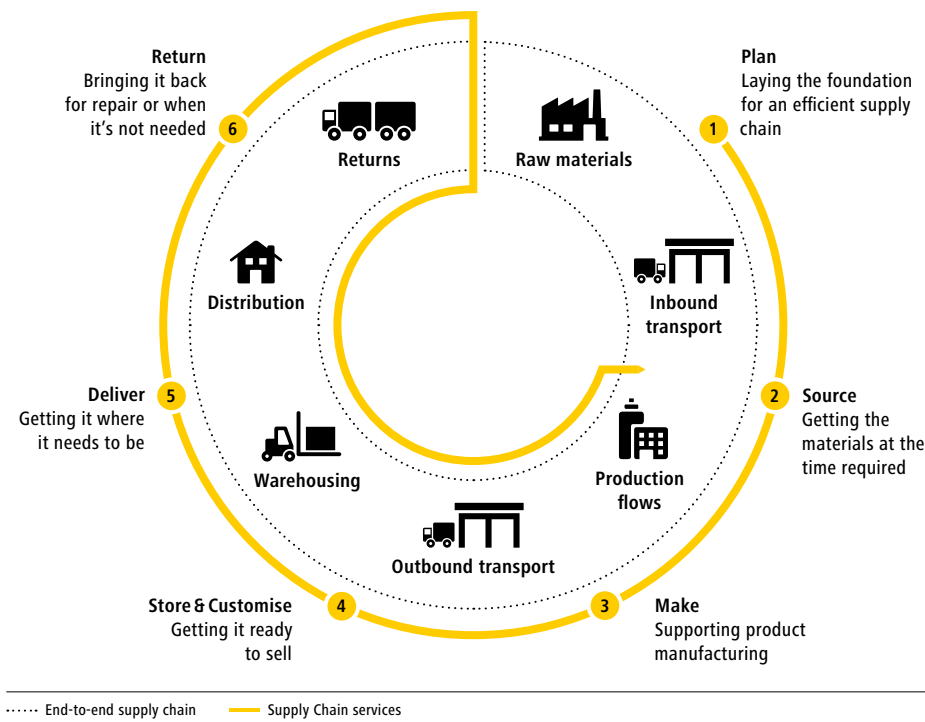 Return
Bringing it back
for repair or when
it's not needed
6
Returns
Raw materials
Plan
Laying the foundation
for an efficient supply
chain
1
Distribution
Inbound
transport
Deliver
Getting it where
it needs to be
5
2
Source
Getting the
materials at the
time required
Warehousing
Production
flows
Outbound transport
Store & Customise
Getting it ready
to sell
4
3
Make
Supporting product
manufacturing
End-to-end supply chain
Supply Chain services